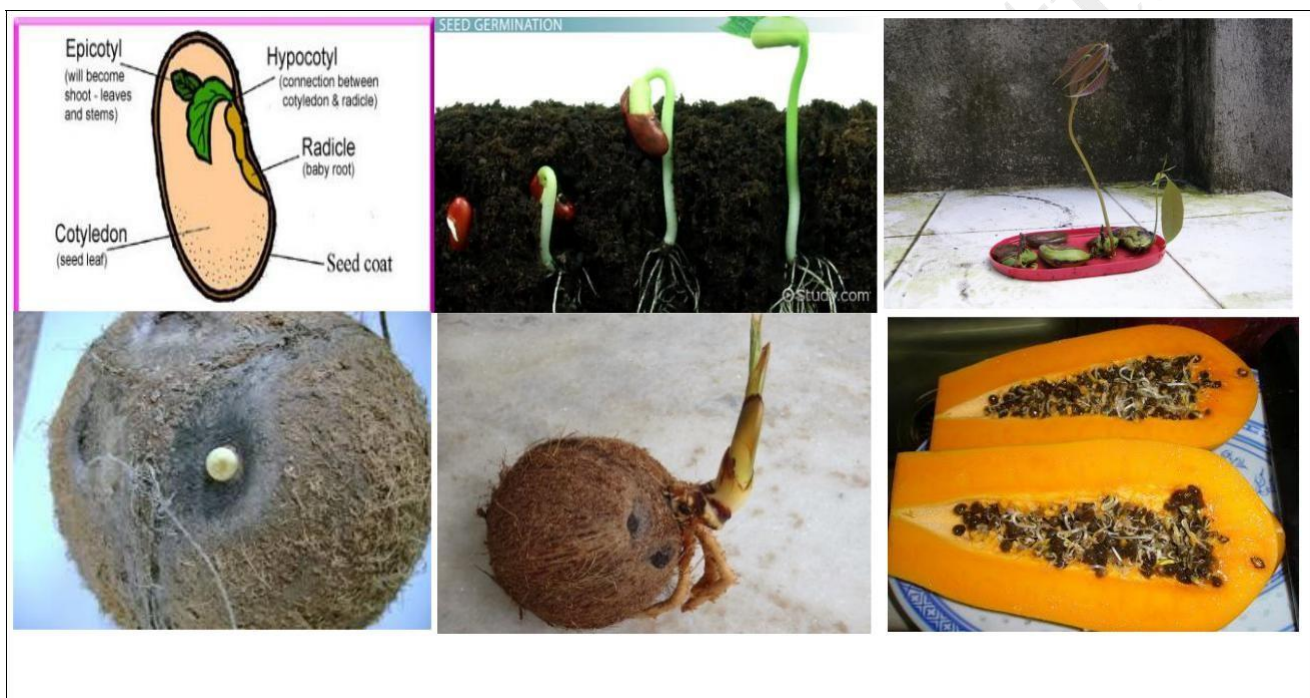 Epicotyl
(will become
shoot - leaves
and stems)
Hypocotyl
(connection between
cotyledon & radicle)
Radicle
(baby root)
Cotyledon
(seed leaf)
Seed coat
SEED GERMINATION
©Study.com